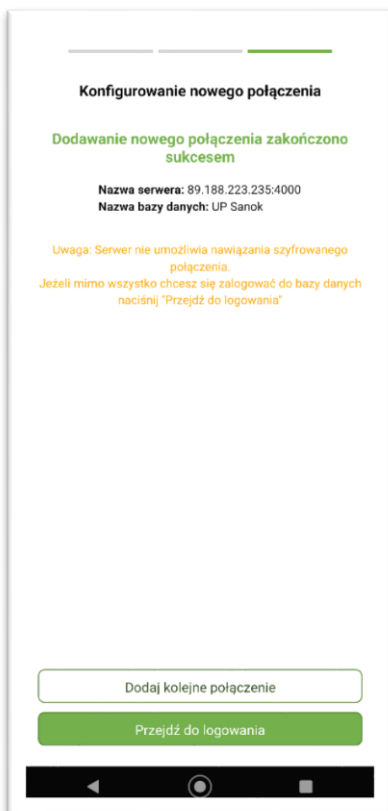 Konfigurowanie nowego połączenia
Dodawanie nowego połączenia zakończono
sukcesem
Nazwa serwera: 89.188.223.235:4000
Nazwa bazy danych: UP Sanok
Uwaga: Serwer nie umożliwia nawiązania szyfrowanego
połączenia.
Jeżeli mimo wszystko chcesz się zalogować do bazy danych
naciśnij "Przejdź do logowania"
Dodaj kolejne połączenie
Przejdź do logowania